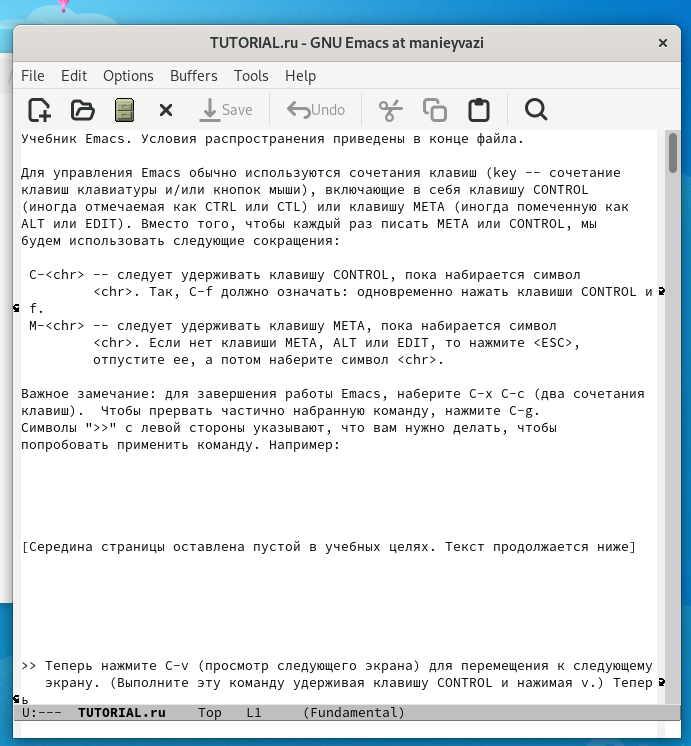 TUTORIAL.ru - GNU Emacs at manieyvazi
File Edit Options Buffers Tools Help
Save Undo
Учебник Emacs. Условия распространения приведены в конце файла.
Для управления Emacs обычно используются сочетания клавиш (key -- сочетание
клавиш клавиатуры и/или кнопок мыши), включающие в себя клавишу CONTROL
(иногда отмечаемая как CTRL или CTL) или клавишу META (иногда помеченную как
ALT или EDIT). Вместо того, чтобы каждый раз писать META или CONTROL, мы
будем использовать следующие сокращения:
C-<chr> -- следует удерживать клавишу CONTROL, пока набирается символ
<chr>. Так, C-f должно означать: одновременно нажать клавиши CONTROL и
f.
M-<chr> -- следует удерживать клавишу META, пока набирается символ
<chr>. Если нет клавиши META, ALT или EDIT, то нажмите <ESC>,
отпустите ее, а потом наберите символ <chr>.
Важное замечание: для завершения работы Emacs, наберите C-x C-c (два сочетания
клавиш).  Чтобы прервать частично набранную команду, нажмите C-g.
Символы ">>" с левой стороны указывают, что вам нужно делать, чтобы
попробовать применить команду. Например:
[Середина страницы оставлена пустой в учебных целях. Текст продолжается ниже]
>> Теперь нажмите C-v (просмотр следующего экрана) для перемещения к следующему
экрану. (Выполните эту команду удерживая клавишу CONTROL и нажимая v.) Тепер
ь
U:--- TUTORIAL.ru Top L1 (Fundamental)